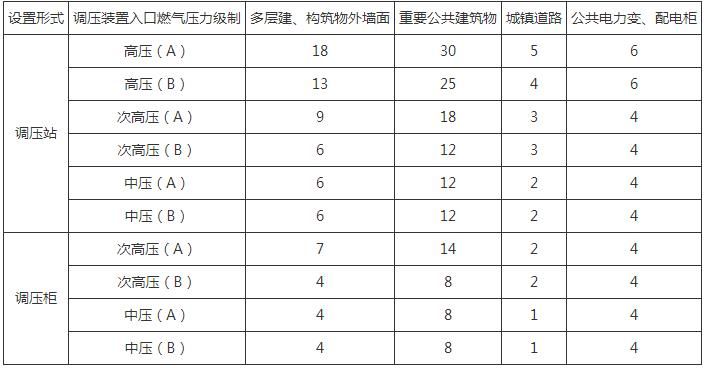 设置形式 调压装置入口燃气压力级制 多层建、构筑物外墙面 重要公共建筑物 城镇道路 公共电力变、配电柜
调压站 高压（A） 18 30 5 6
高压（B） 13 25 4 6
次高压（A） 9 18 3 4
次高压（B） 6 12 3 4
中压（A） 6 12 2 4
中压（B） 6 12 2 4
调压柜 次高压（A） 7 14 2 4
次高压（B） 4 8 2 4
中压（A） 4 8 1 4
中压（B） 4 8 1 4